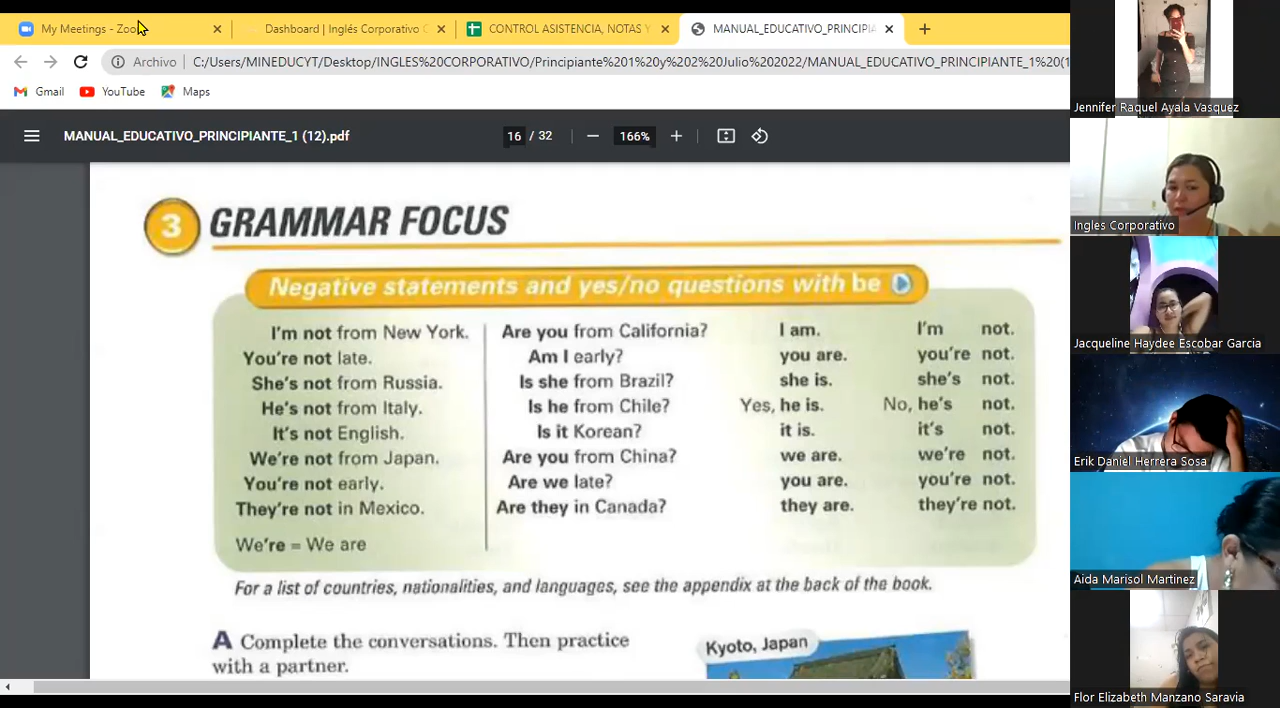 My Meetings - Zoo
Dashboard | Inglés Corporativo
CONTROL ASISTENCIA, NOTAS Y
MANUAL_EDUCATIVO_PRINCIPIA
Archivo
C:/Users/MINEDUCYT/Desktop/INGLES%20CORPORATIVO/Principiante%201%20y%202%20Julio%202022/MANUAL_EDUCATIVO_PRINCIPIANTE_1%20(1
Gmail
YouTube
Maps
MANUAL_EDUCATIVO_PRINCIPIANTE_1 (12).pdf
16 / 32
166%
3 GRAMMAR FOCUS
Negative statements and yes/no questions with be
I'm not from New York. Are you from California? I am. I'm not.
You're not late. Am I early? you are. you're not.
She's not from Russia. Is she from Brazil? she is. she's not.
He's not from Italy. Is he from Chile? Yes, he is. No, he's not.
It's not English. Is it Korean? it is. it's not.
We're not from Japan. Are you from China? we are. we're not.
You're not early. Are we late? you are. you're not.
They're not in Mexico. Are they in Canada? they are. they're not.
We're = We are
For a list of countries, nationalities, and languages, see the appendix at the back of the book.
A Complete the conversations. Then practice
with a partner.
Kyoto, Japan
Jennifer Raquel Ayala Vasquez
Ingles Corporativo
Jacqueline Haydee Escobar Garcia
Erik Daniel Herrera Sosa
Aida Marisol Martinez
Flor Elizabeth Manzano Saravia